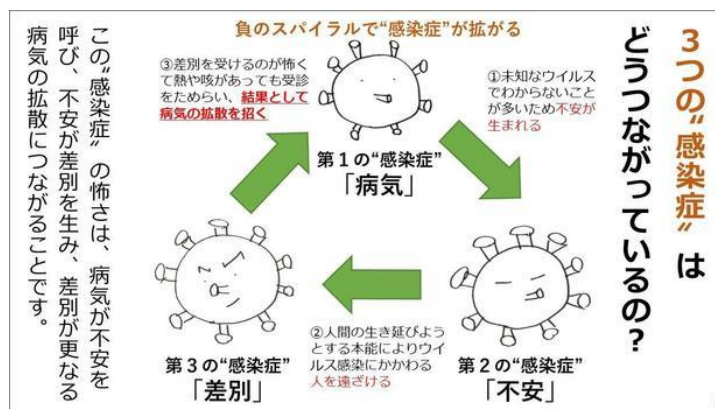 3つの“感染症”は
どうつながっているの？
負のスパイラルで“感染症”が拡がる
①未知なウイルス
でわからないこと
が多いため不安が
生まれる
第１の“感染症”
「病気」
第２の“感染症”
「不安」
②人間の生き延びよう
とする本能によりウイ
ルス感染にかかわる
人を遠ざける
第３の“感染症”
「差別」
③差別を受けるのが怖く
て熱や咳があっても受診
をためらい、結果として
病気の拡散を招く
この“感染症”の怖さは、病気が不安を
呼び、不安が差別を生み、差別が更なる
病気の拡散につながることです。